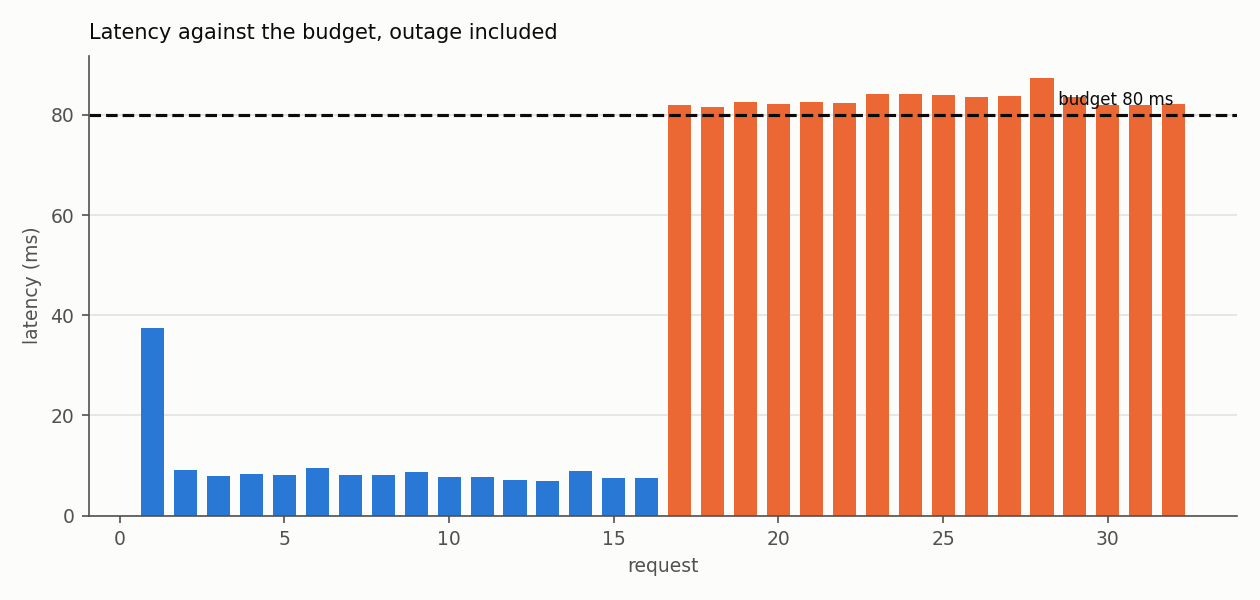 Latency against the budget, outage included
budget 80 ms
80
60
40
20
0
latency (ms)
0 5 10 15 20 25 30
request